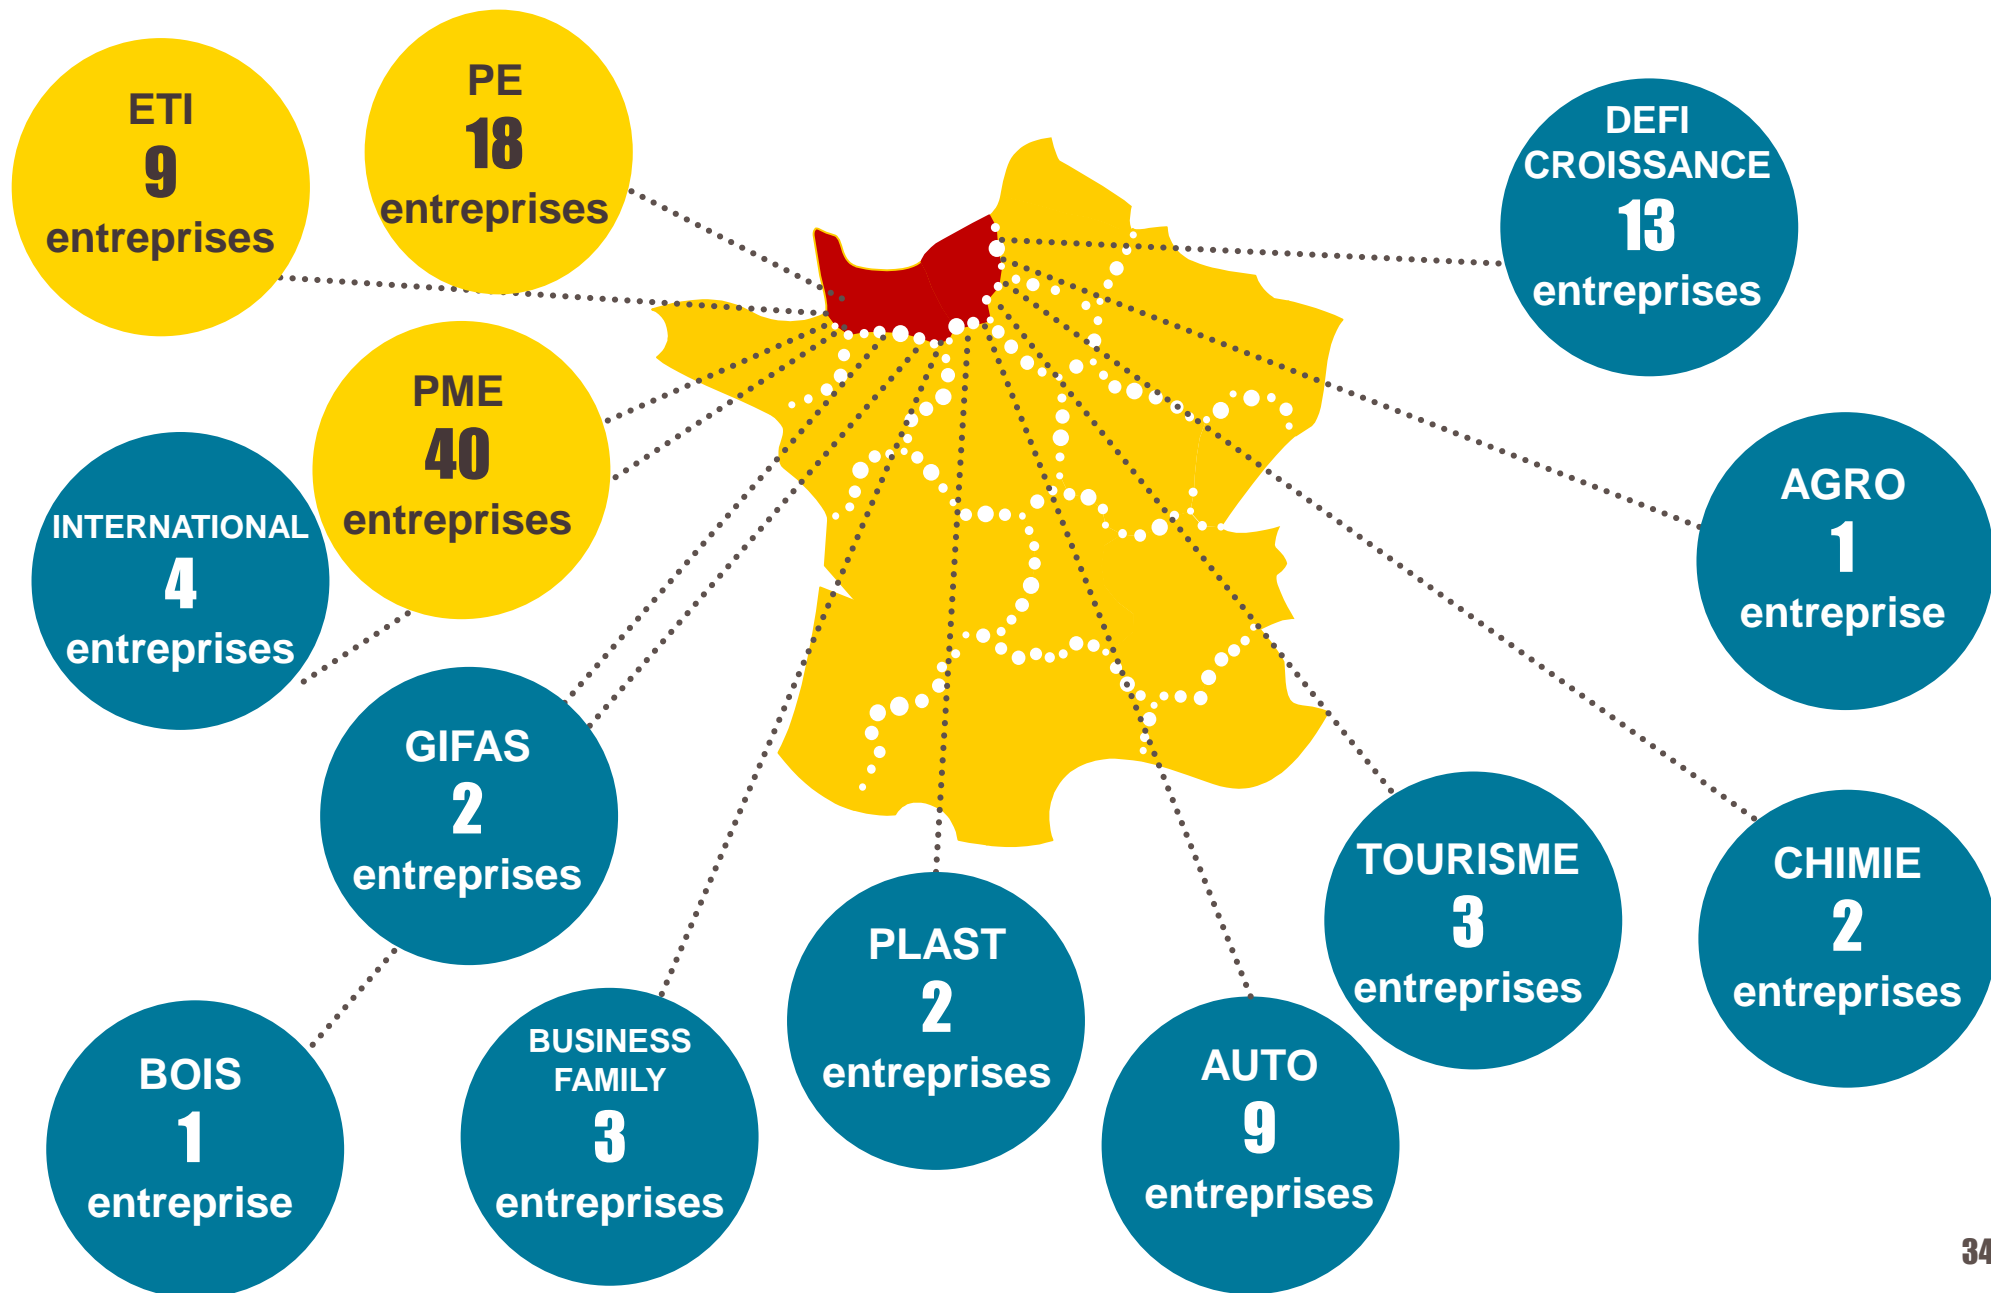 ETI
9
entreprises
PE
18
entreprises
DEFI
CROISSANCE
13
entreprises
PME
40
entreprises
INTERNATIONAL
4
entreprises
AGRO
1
entreprise
GIFAS
2
entreprises
TOURISME
3
entreprises
CHIMIE
2
entreprises
PLAST
2
entreprises
BUSINESS
FAMILY
3
entreprises
AUTO
9
entreprises
BOIS
1
entreprise
34